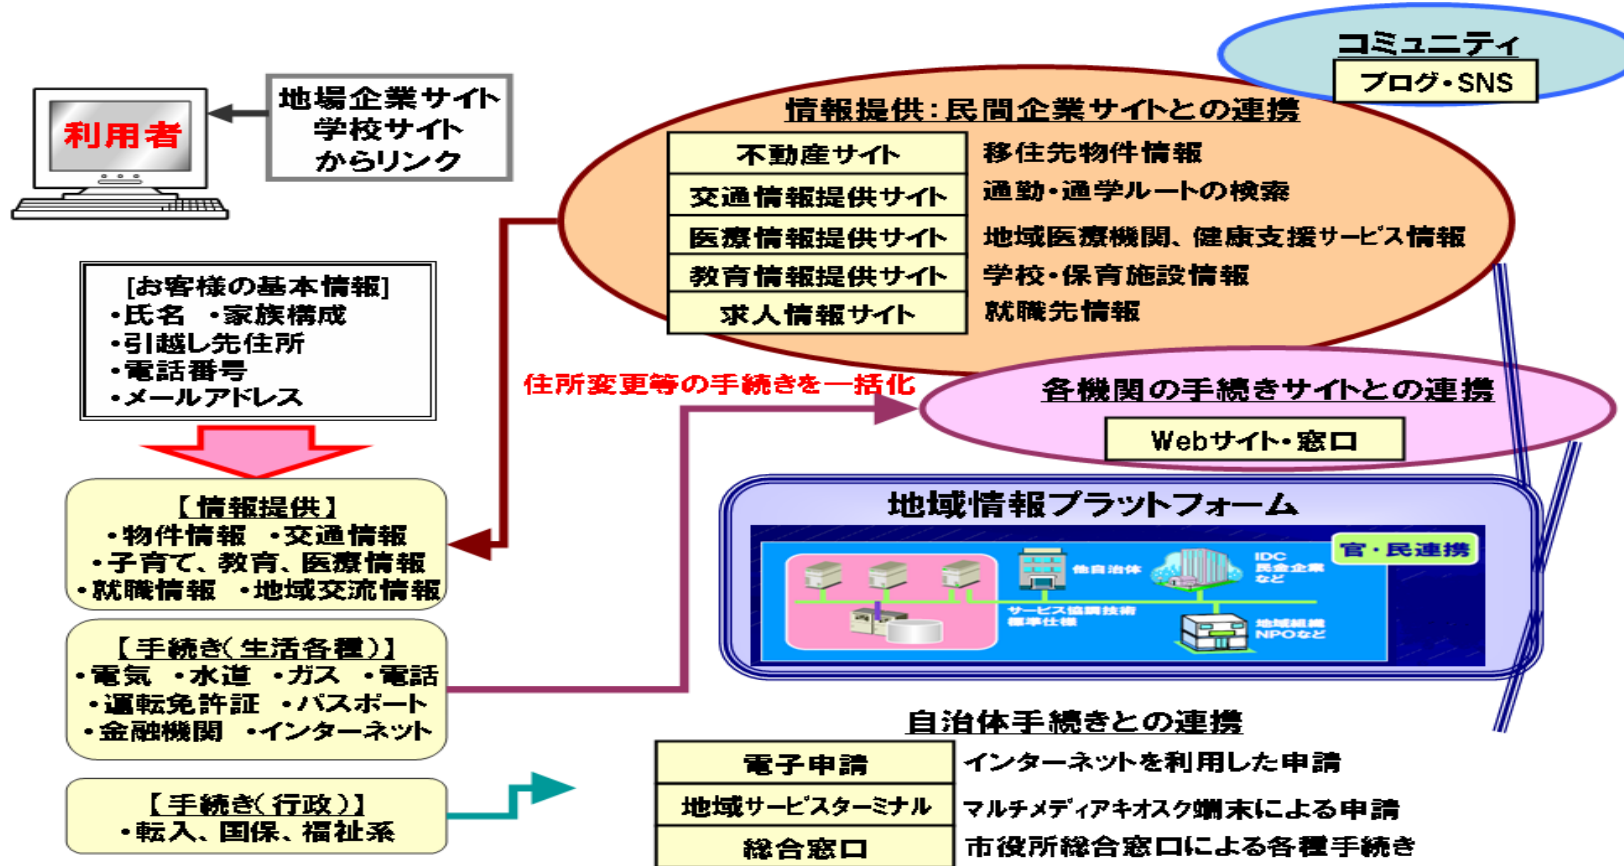 コミュニティ
ブログ・SNS
利用者
地場企業サイト
学校サイト
からリンク
情報提供：民間企業サイトとの連携
不動産サイト 移住先物件情報
交通情報提供サイト 通勤・通学ルートの検索
医療情報提供サイト 地域医療機関、健康支援サービス情報
教育情報提供サイト 学校・保育施設情報
求人情報サイト 就職先情報
[お客様の基本情報]
・氏名 ・家族構成
・引越し先住所
・電話番号
・メールアドレス
住所変更等の手続きを一括化
各機関の手続きサイトとの連携
Webサイト・窓口
【情報提供】
・物件情報 ・交通情報
・子育て、教育、医療情報
・就職情報 ・地域交流情報
地域情報プラットフォーム
官・民連携
他自治体
IDC
民金企業
など
サービス協調技術
標準仕様
地域組織
NPOなど
【手続き(生活各種)】
・電気 ・水道 ・ガス ・電話
・運転免許証 ・パスポート
・金融機関 ・インターネット
【手続き(行政)】
・転入、国保、福祉系
自治体手続きとの連携
電子申請 インターネットを利用した申請
地域サービスターミナル マルチメディアキオスク端末による申請
総合窓口 市役所総合窓口による各種手続き